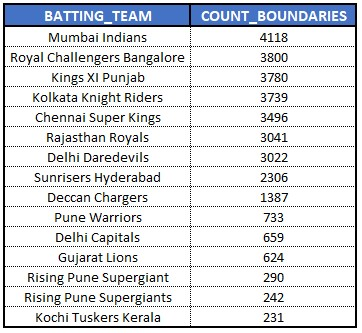 BATTING_TEAM COUNT_BOUNDARIES
Mumbai Indians 4118
Royal Challengers Bangalore 3800
Kings XI Punjab 3780
Kolkata Knight Riders 3739
Chennai Super Kings 3496
Rajasthan Royals 3041
Delhi Daredevils 3022
Sunrisers Hyderabad 2306
Deccan Chargers 1387
Pune Warriors 733
Delhi Capitals 659
Gujarat Lions 624
Rising Pune Supergiant 290
Rising Pune Supergiants 242
Kochi Tuskers Kerala 231